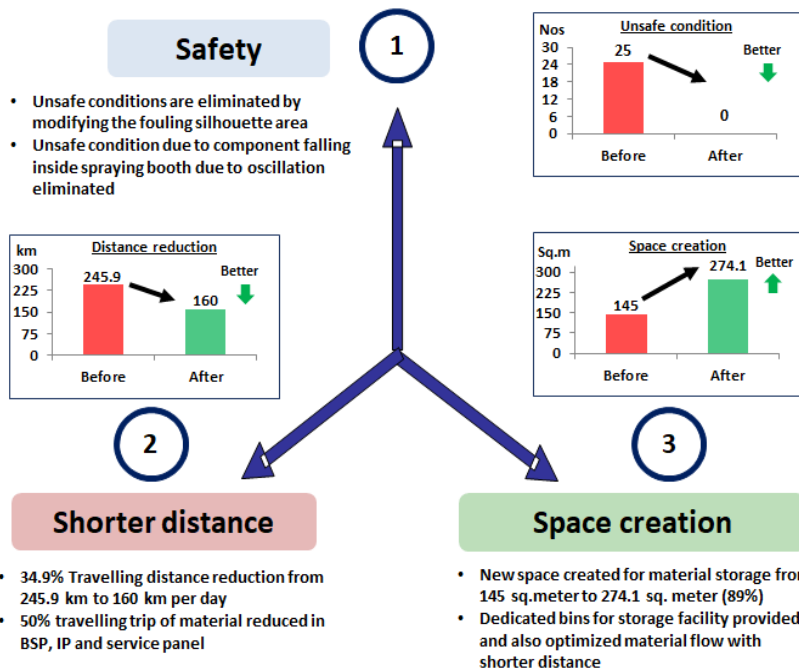 Safety
1
• Unsafe conditions are eliminated by
modifying the fouling silhouette area
• Unsafe condition due to component falling
inside spraying booth due to oscillation
eliminated
Unsafe condition
Nos
30
24
18
12
6
0
25
0
Better
Before
After
Distance reduction
km
300
225
150
75
0
245.9
160
Better
Before
After
Space creation
Sq.m
300
225
150
75
0
145
274.1
Better
Before
After
2
Shorter distance
• 34.9% Travelling distance reduction from
245.9 km to 160 km per day
• 50% travelling trip of material reduced in
BSP, IP and service panel
3
Space creation
• New space created for material storage from
145 sq.meter to 274.1 sq. meter (89%)
• Dedicated bins for storage facility provided
and also optimized material flow with
shorter distance